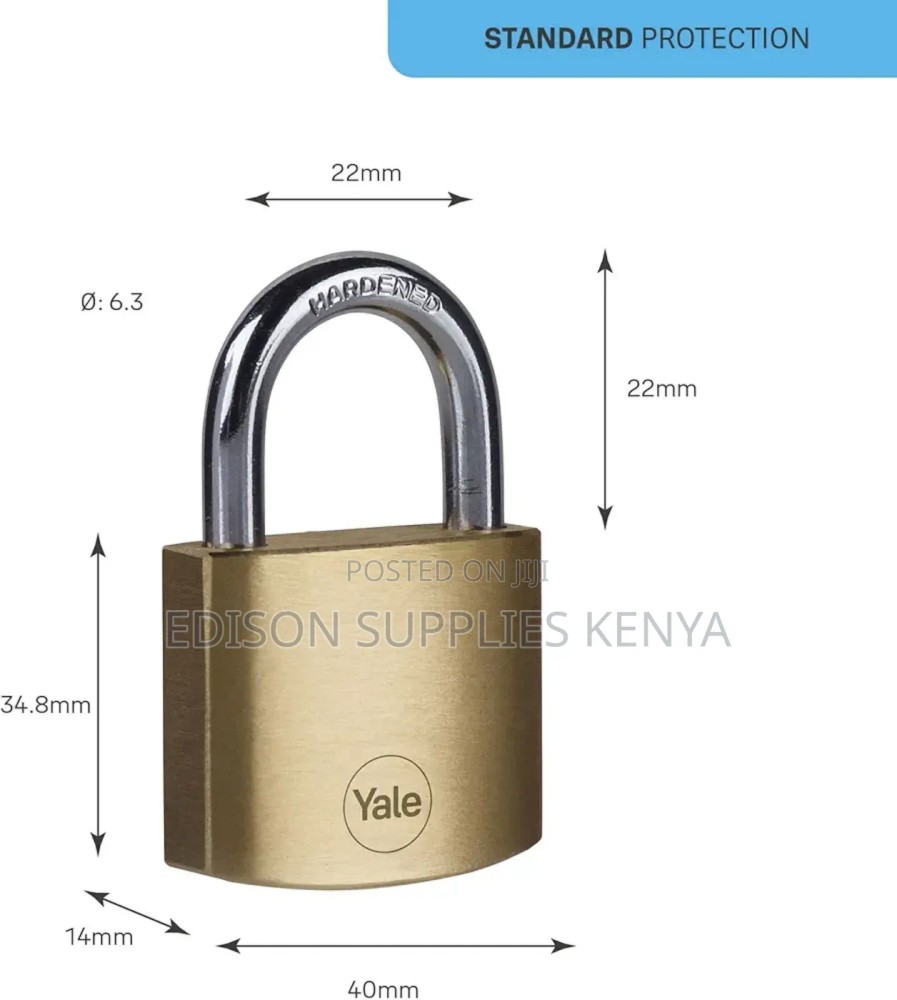 STANDARD PROTECTION
22mm
HARDENED
Ø: 6.3
22mm
POSTED ON JIJI
EDISON SUPPLIES KENYA
34.8mm
Yale
14mm
40mm